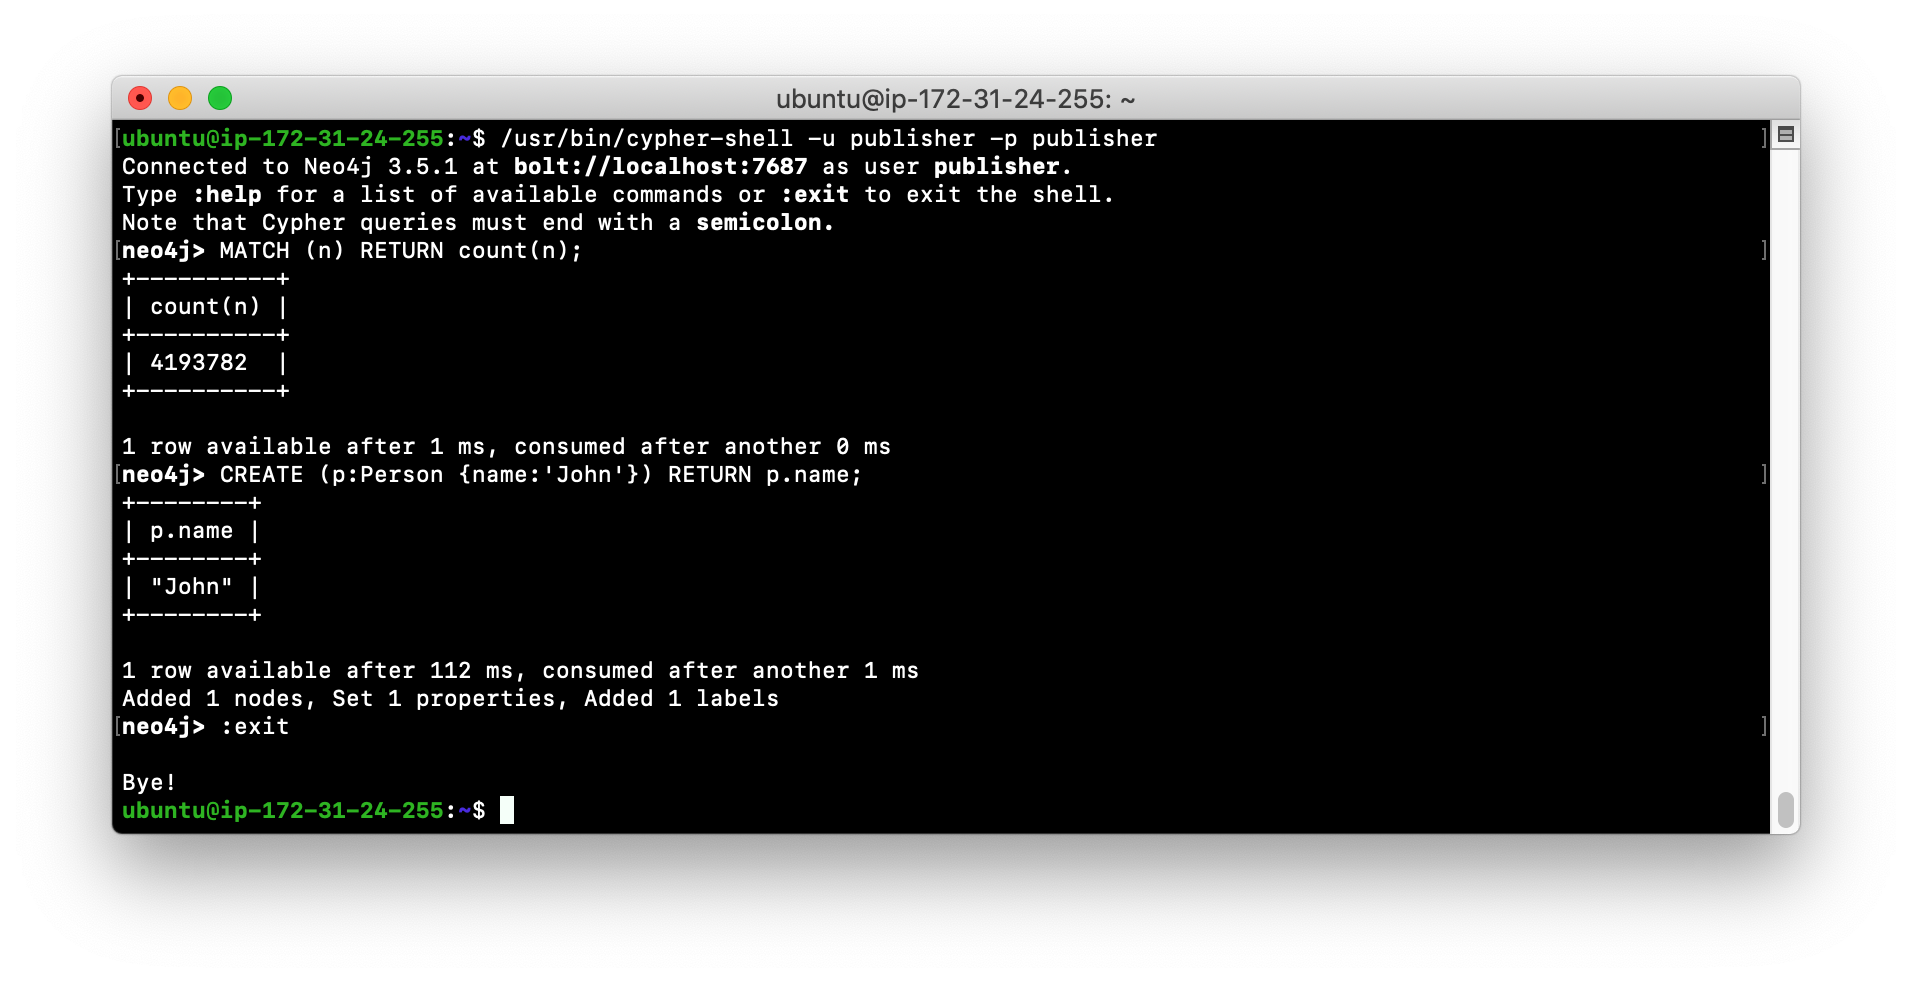 ubuntu@ip-172-31-24-255: ~
[ubuntu@ip-172-31-24-255:~$ /usr/bin/cypher-shell -u publisher -p publisher ]
Connected to Neo4j 3.5.1 at bolt://localhost:7687 as user publisher.
Type :help for a list of available commands or :exit to exit the shell.
Note that Cypher queries must end with a semicolon.
[neo4j> MATCH (n) RETURN count(n); ]
+----------+
| count(n) |
+----------+
| 4193782  |
+----------+
1 row available after 1 ms, consumed after another 0 ms
[neo4j> CREATE (p:Person {name:'John'}) RETURN p.name; ]
+--------+
| p.name |
+--------+
| "John" |
+--------+
1 row available after 112 ms, consumed after another 1 ms
Added 1 nodes, Set 1 properties, Added 1 labels
[neo4j> :exit ]
Bye!
ubuntu@ip-172-31-24-255:~$